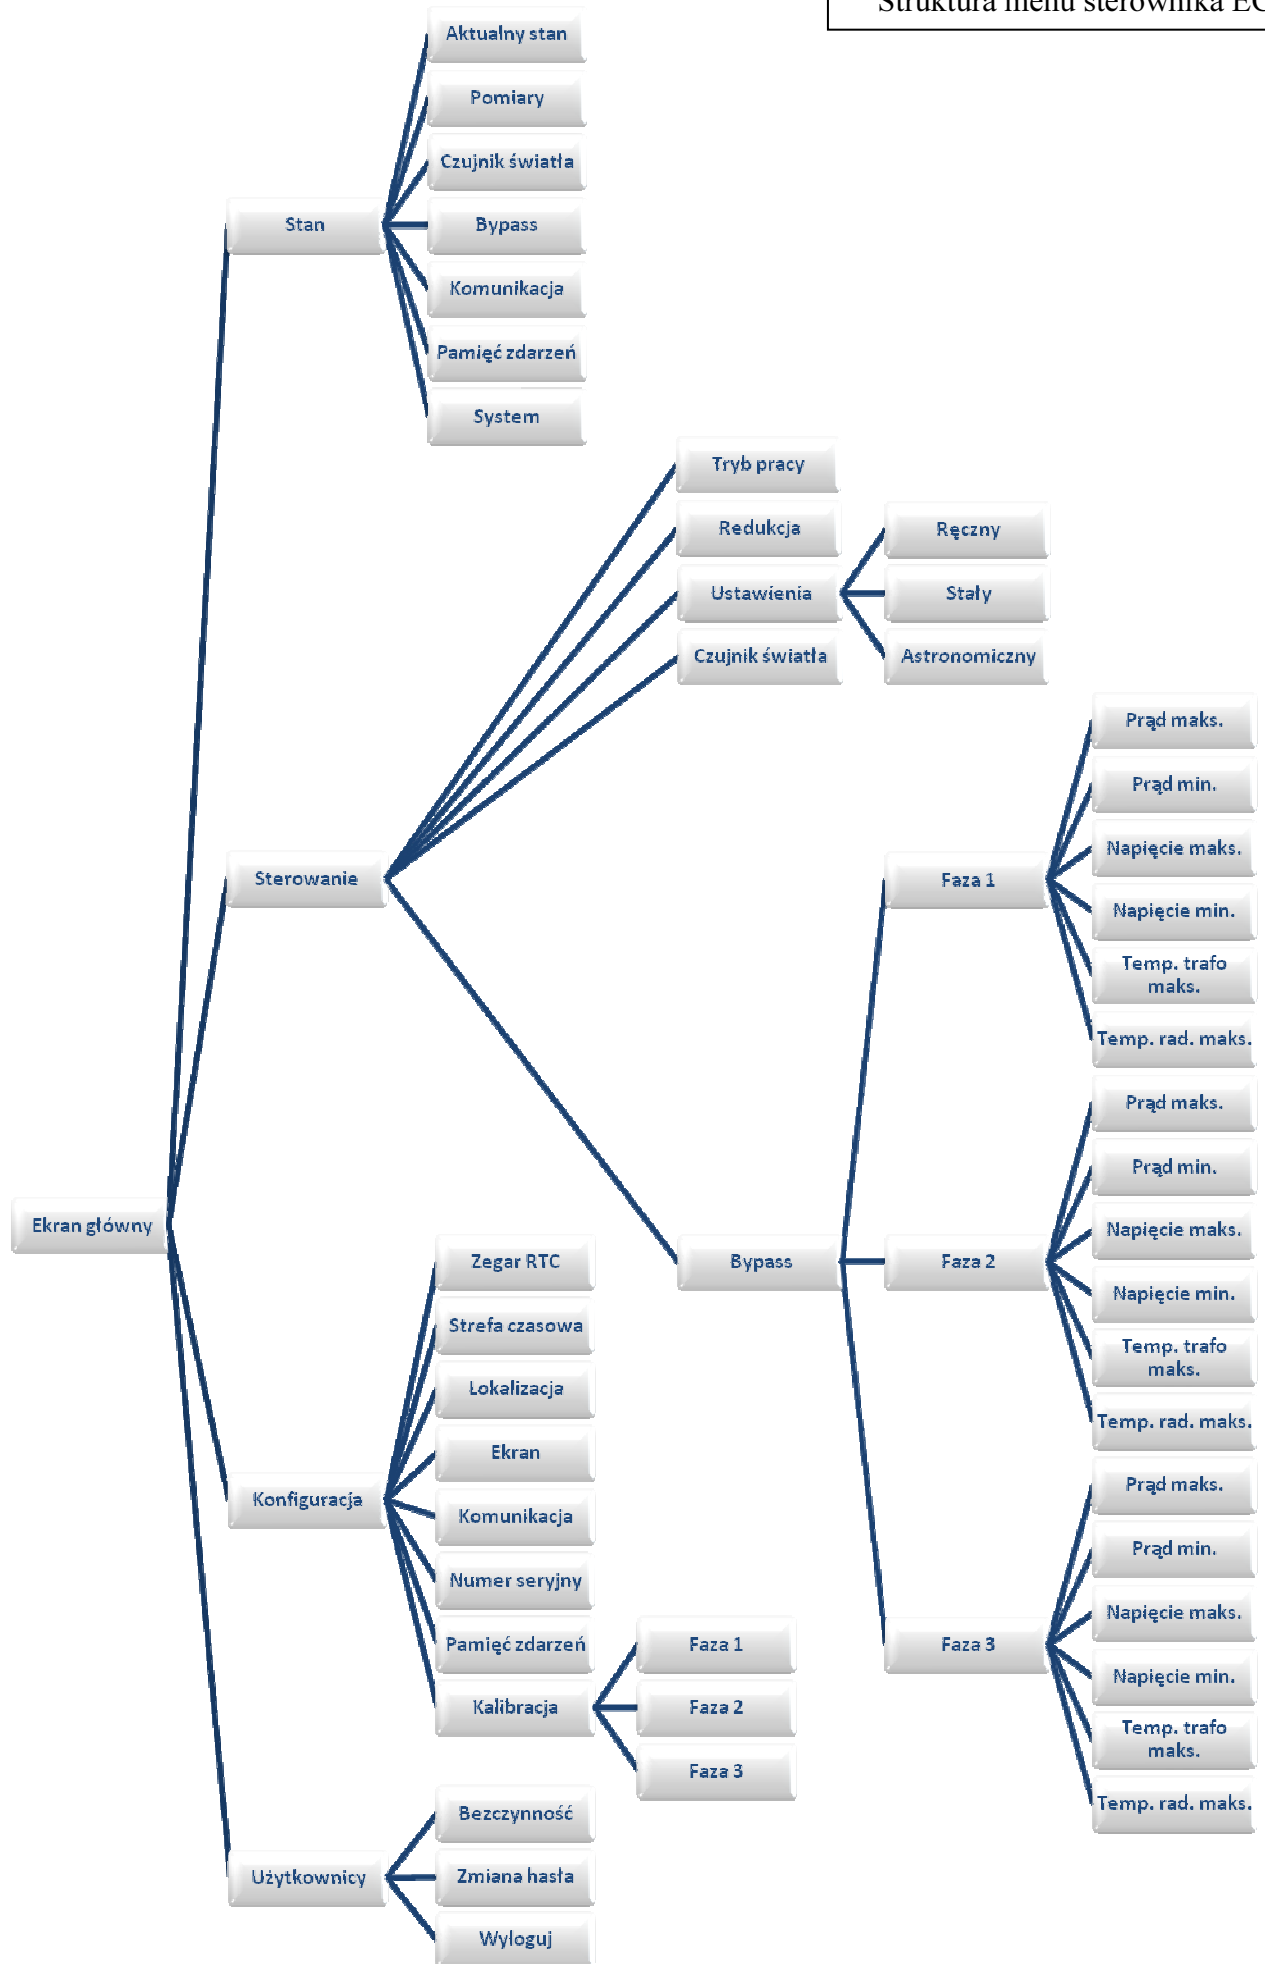 Struktura menu sterownika
Aktualny stan
Pomiary
Czujnik światła
Stan
Bypass
Komunikacja
Pamięć zdarzeń
System
Tryb pracy
Redukcja
Ręczny
Ustawienia
Stały
Czujnik światła
Astronomiczny
Prąd maks.
Prąd min.
Napięcie maks.
Sterowanie
Faza 1
Napięcie min.
Temp. trafo
maks.
Temp. rad. maks.
Prąd maks.
Prąd min.
Ekran główny
Napięcie maks.
Zegar RTC
Bypass
Faza 2
Napięcie min.
Strefa czasowa
Temp. trafo
maks.
Lokalizacja
Temp. rad. maks.
Ekran
Konfiguracja
Prąd maks.
Komunikacja
Prąd min.
Numer seryjny
Napięcie maks.
Pamięć zdarzeń
Faza 1
Faza 3
Napięcie min.
Kalibracja
Faza 2
Temp. trafo
maks.
Faza 3
Temp. rad. maks.
Bezczynność
Użytkownicy
Zmiana hasła
Wyloguj